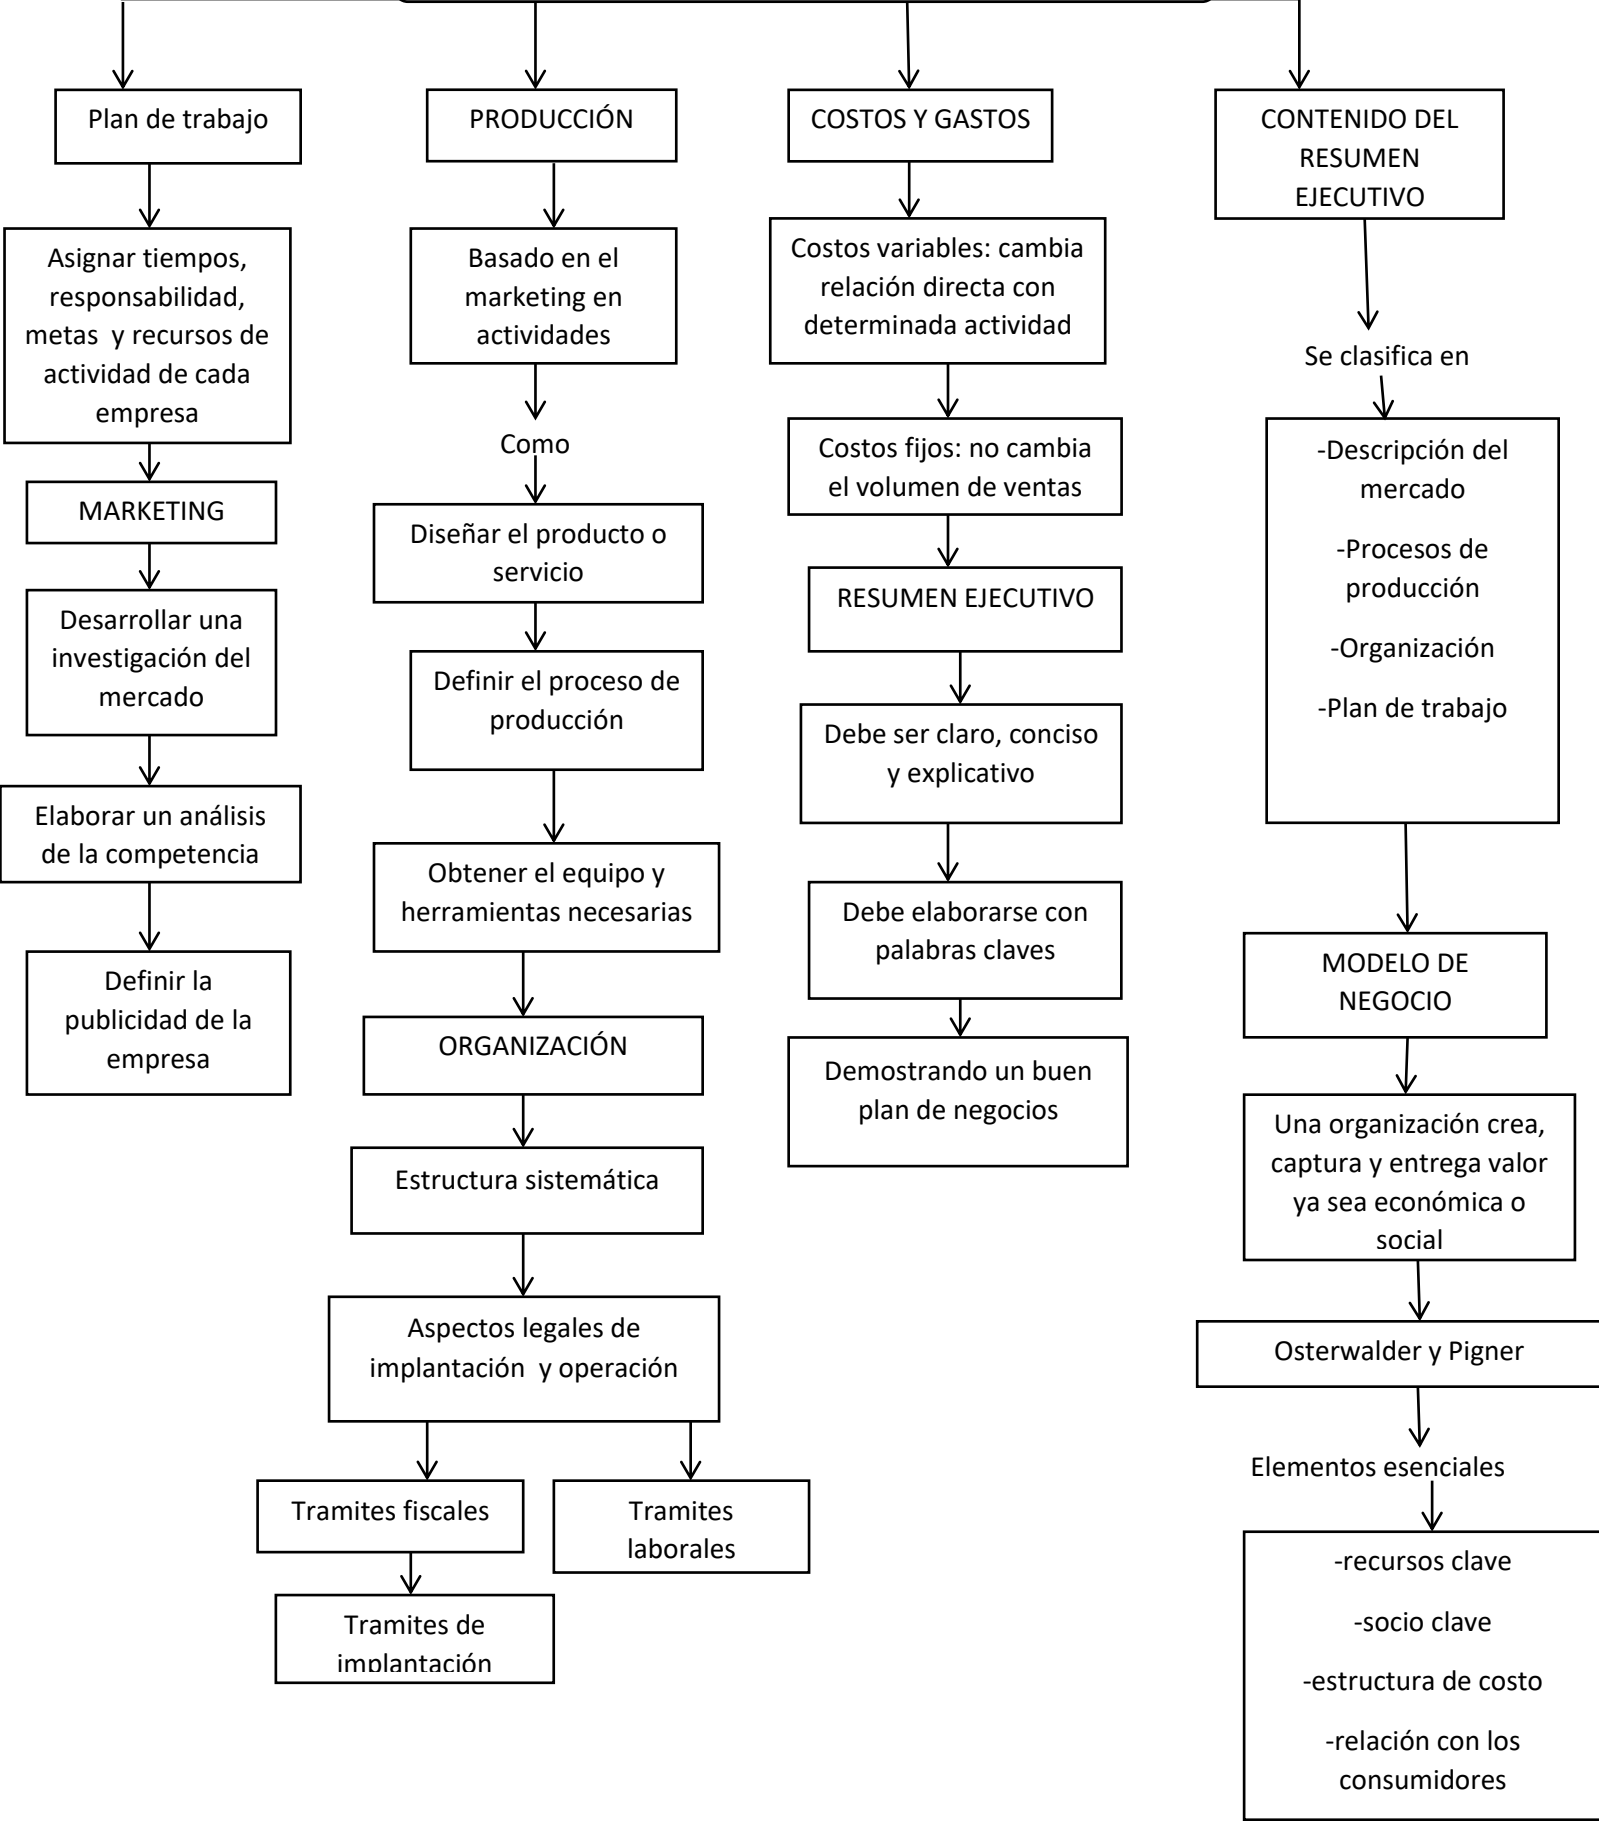 Plan de trabajo
Asignar tiempos,
responsabilidad,
metas  y recursos de
actividad de cada
empresa
MARKETING
Desarrollar una
investigación del
mercado
Elaborar un análisis
de la competencia
Definir la
publicidad de la
empresa
PRODUCCIÓN
Basado en el
marketing en
actividades
Como
Diseñar el producto o
servicio
Definir el proceso de
producción
Obtener el equipo y
herramientas necesarias
ORGANIZACIÓN
Estructura sistemática
Aspectos legales de
implantación  y operación
Tramites fiscales
Tramites de
implantación
Tramites
laborales
COSTOS Y GASTOS
Costos variables: cambia
relación directa con
determinada actividad
Costos fijos: no cambia
el volumen de ventas
RESUMEN EJECUTIVO
Debe ser claro, conciso
y explicativo
Debe elaborarse con
palabras claves
Demostrando un buen
plan de negocios
CONTENIDO DEL
RESUMEN
EJECUTIVO
Se clasifica en
-Descripción del
mercado
-Procesos de
producción
-Organización
-Plan de trabajo
MODELO DE
NEGOCIO
Una organización crea,
captura y entrega valor
ya sea económica o
social
Osterwalder y Pigner
Elementos esenciales
-recursos clave
-socio clave
-estructura de costo
-relación con los
consumidores